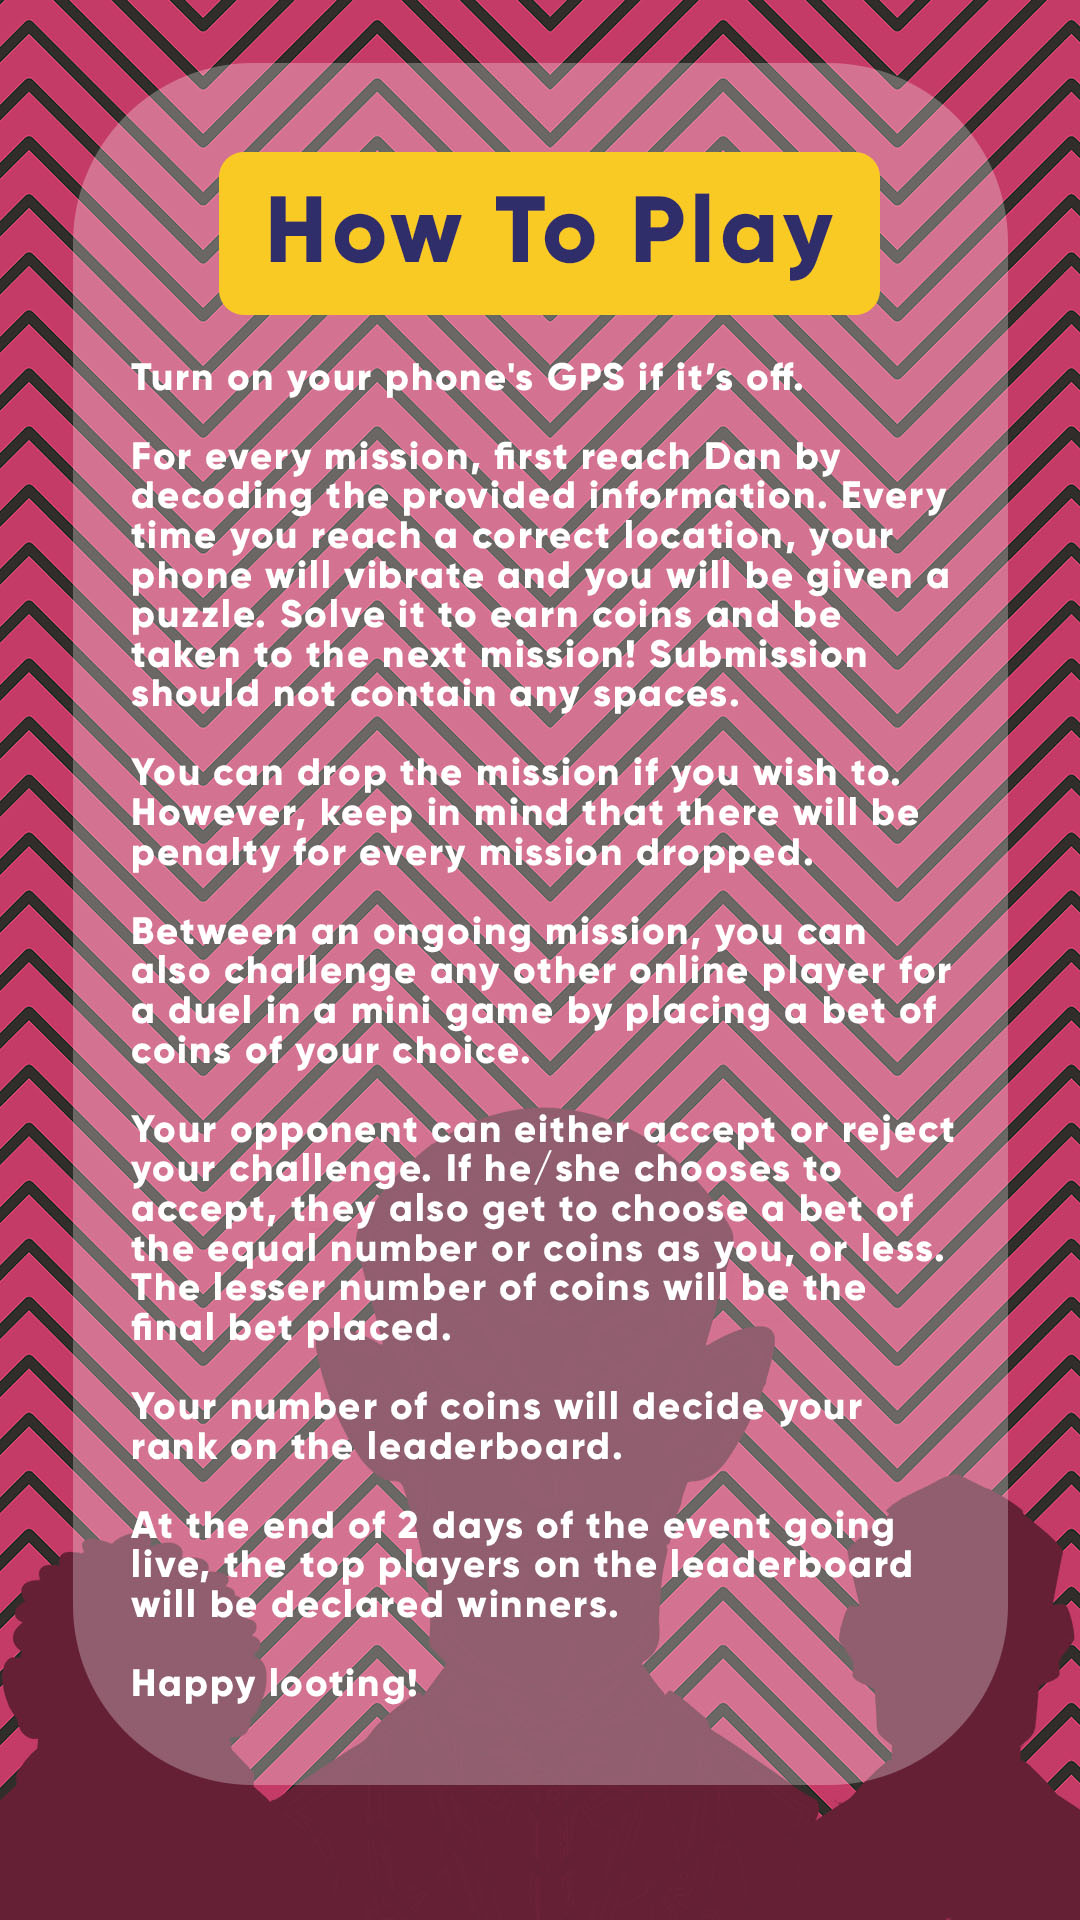 How To Play
Turn on your phone's GPS if it’s off.
For every mission, first reach Dan by
decoding the provided information. Every
time you reach a correct location, your
phone will vibrate and you will be given a
puzzle. Solve it to earn coins and be
taken to the next mission! Submission
should not contain any spaces.
You can drop the mission if you wish to.
However, keep in mind that there will be
penalty for every mission dropped.
Between an ongoing mission, you can
also challenge any other online player for
a duel in a mini game by placing a bet of
coins of your choice.
Your opponent can either accept or reject
your challenge. If he/she chooses to
accept, they also get to choose a bet of
the equal number or coins as you, or less.
The lesser number of coins will be the
final bet placed.
Your number of coins will decide your
rank on the leaderboard.
At the end of 2 days of the event going
live, the top players on the leaderboard
will be declared winners.
Happy looting!